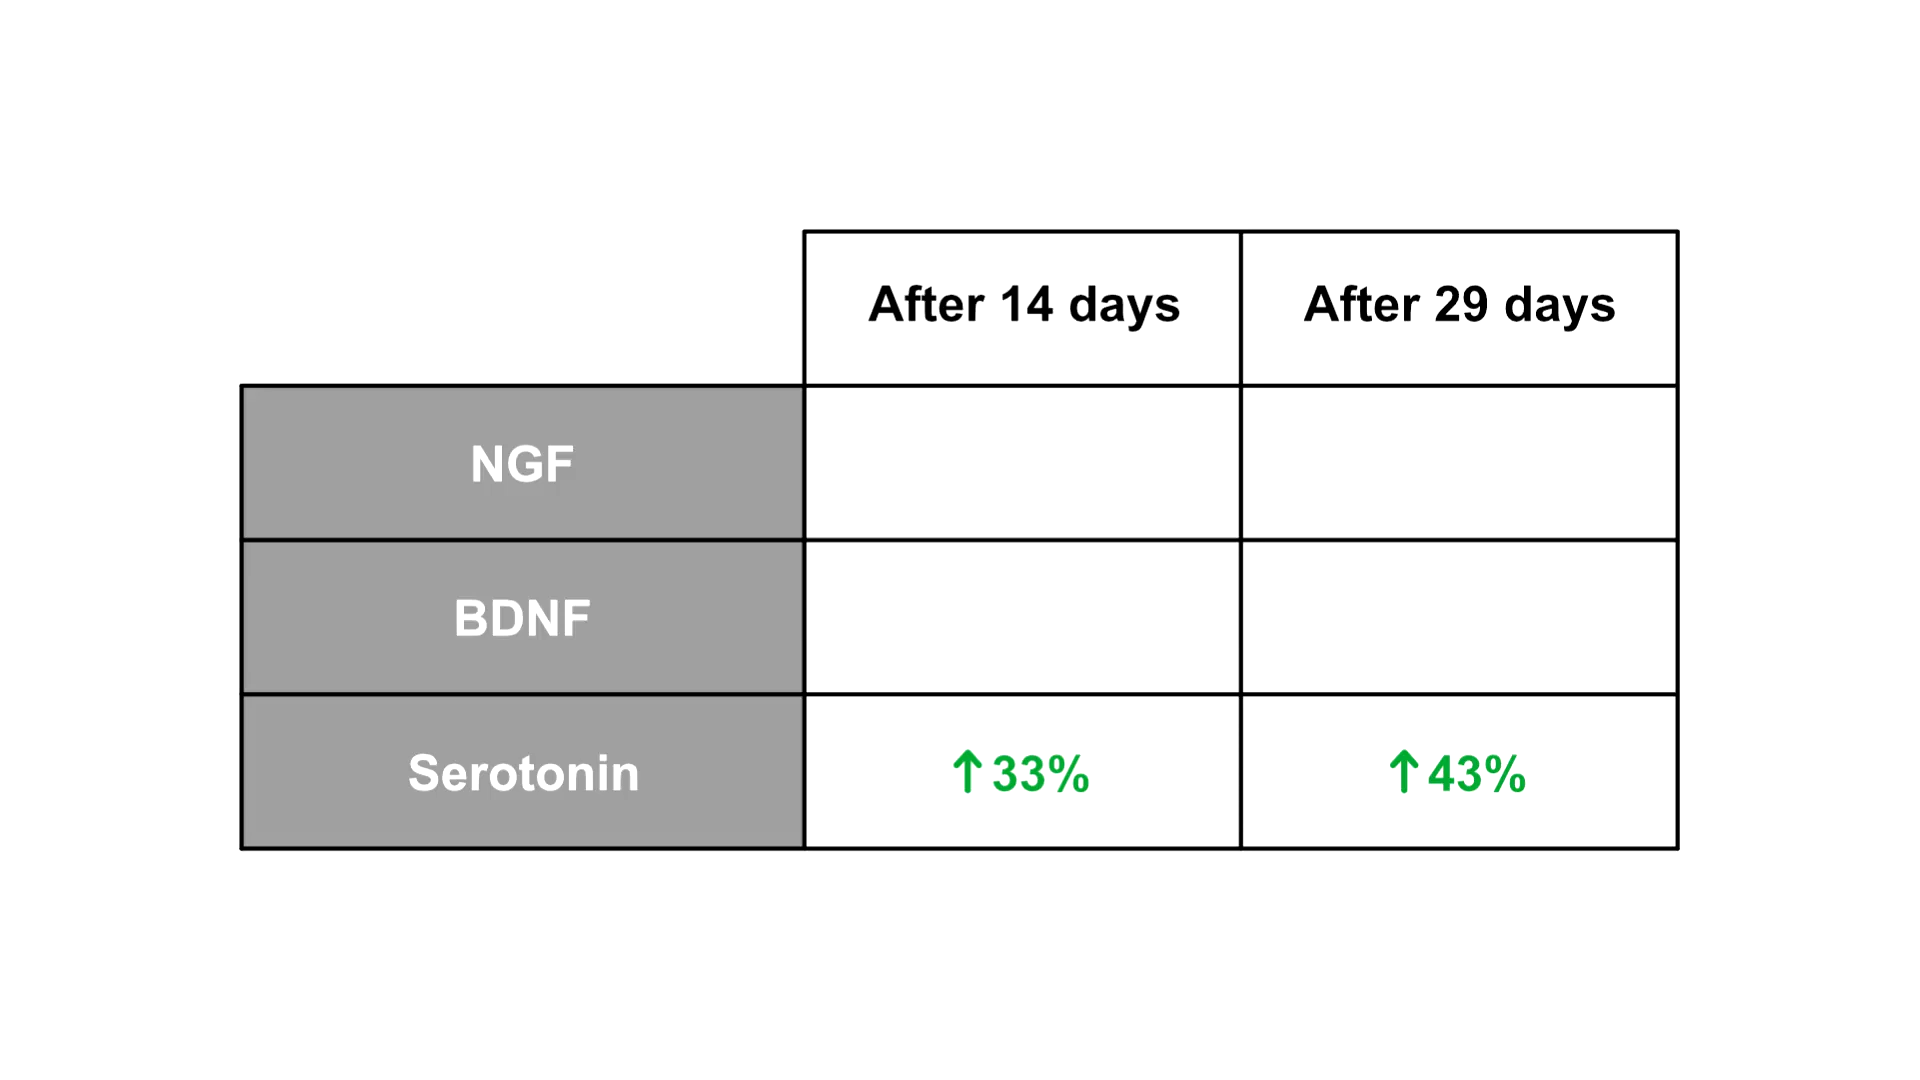 After 14 days After 29 days
NGF
BDNF
Serotonin ↑33% ↑43%